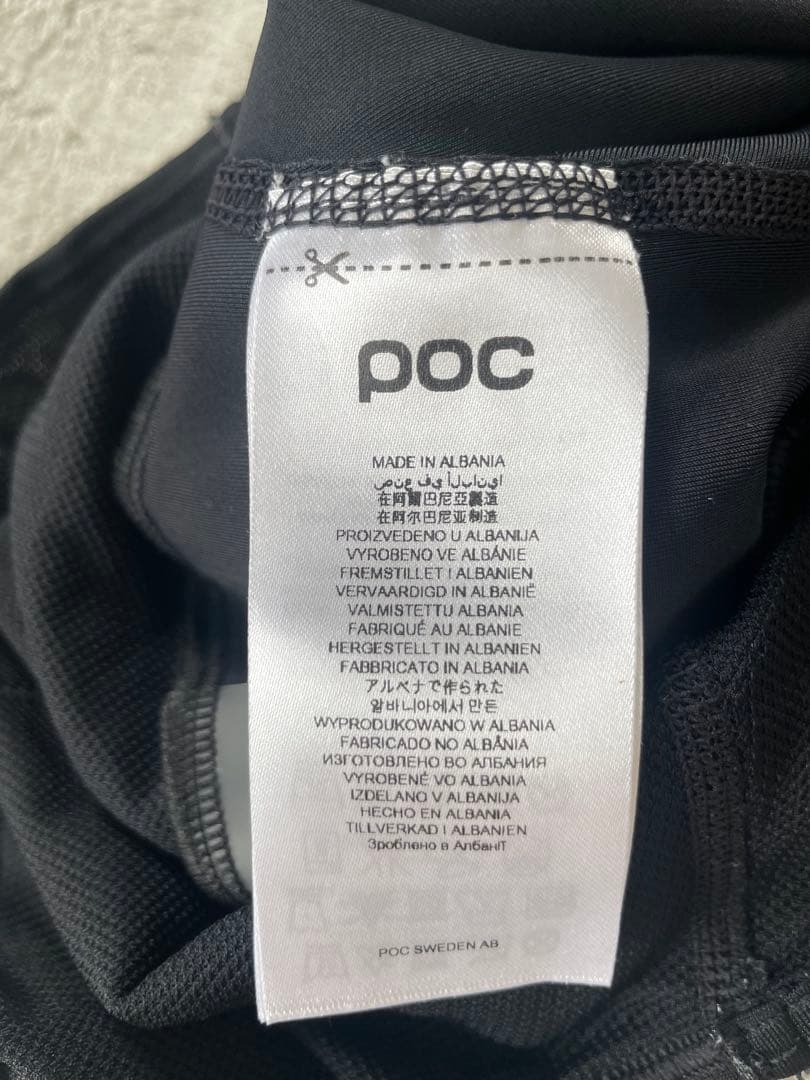 poc
MADE IN ALBANIA
صنع في ألبانيا
在阿爾巴尼亞製造
在阿尔巴尼亚制造
PROIZVEDENO U ALBANIJA
VYROBENO VE ALBÁNIE
FREMSTILLET I ALBANIEN
VERVAARDIGD IN ALBANIË
VALMISTETTU ALBANIA
FABRIQUÉ AU ALBANIE
HERGESTELLT IN ALBANIEN
FABBRICATO IN ALBANIA
アルベナで作られた
알바니아에서 만든
WYPRODUKOWANO W ALBANIA
FABRICADO NO ALBÂNIA
ИЗГОТОВЛЕНО ВО АЛБАНИЯ
VYROBENÉ VO ALBANIA
IZDELANO V ALBANIJA
HECHO EN ALBANIA
TILLVERKAD I ALBANIEN
Зроблено в АлбанІТ
POC SWEDEN AB